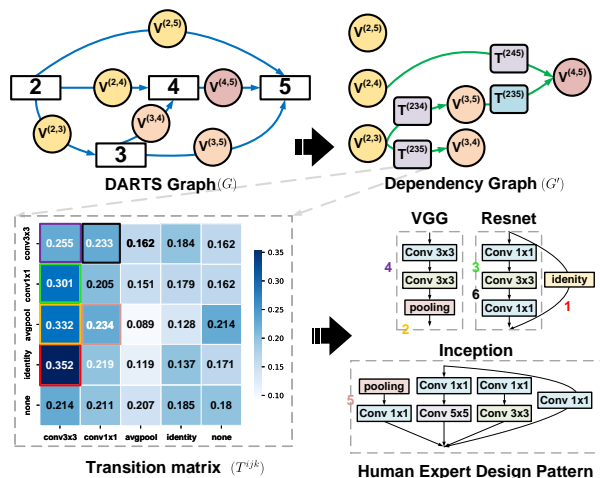 V(2,5)
V(2,4)
V(4,5)
2
4
5
V(2,3)
V(3,4)
V(3,5)
3
DARTS Graph(G)
V(2,5)
T(245)
V(4,5)
V(2,4)
T(234)
V(3,5)
T(235)
V(2,3)
T(235)
V(3,4)
Dependency Graph (G')
conv3x3
0.255 0.233 0.162 0.184 0.162
conv1x1
0.301 0.205 0.151 0.179 0.162
avgpool
0.332 0.234 0.089 0.128 0.214
identity
0.352 0.219 0.119 0.137 0.171
none
0.214 0.211 0.207 0.185 0.18
conv3x3 conv1x1 avgpool identity none
0.35
0.30
0.25
0.20
0.15
0.10
Transition matrix (T^{ijk})
VGG
Conv 3x3
4
Conv 3x3
pooling
2
Resnet
Conv 1x1
3
Conv 3x3
idenity
6
Conv 1x1
1
Inception
pooling
Conv 1x1
Conv 1x1
5
Conv 1x1
Conv 5x5
Conv 3x3
Conv 1x1
Human Expert Design Pattern